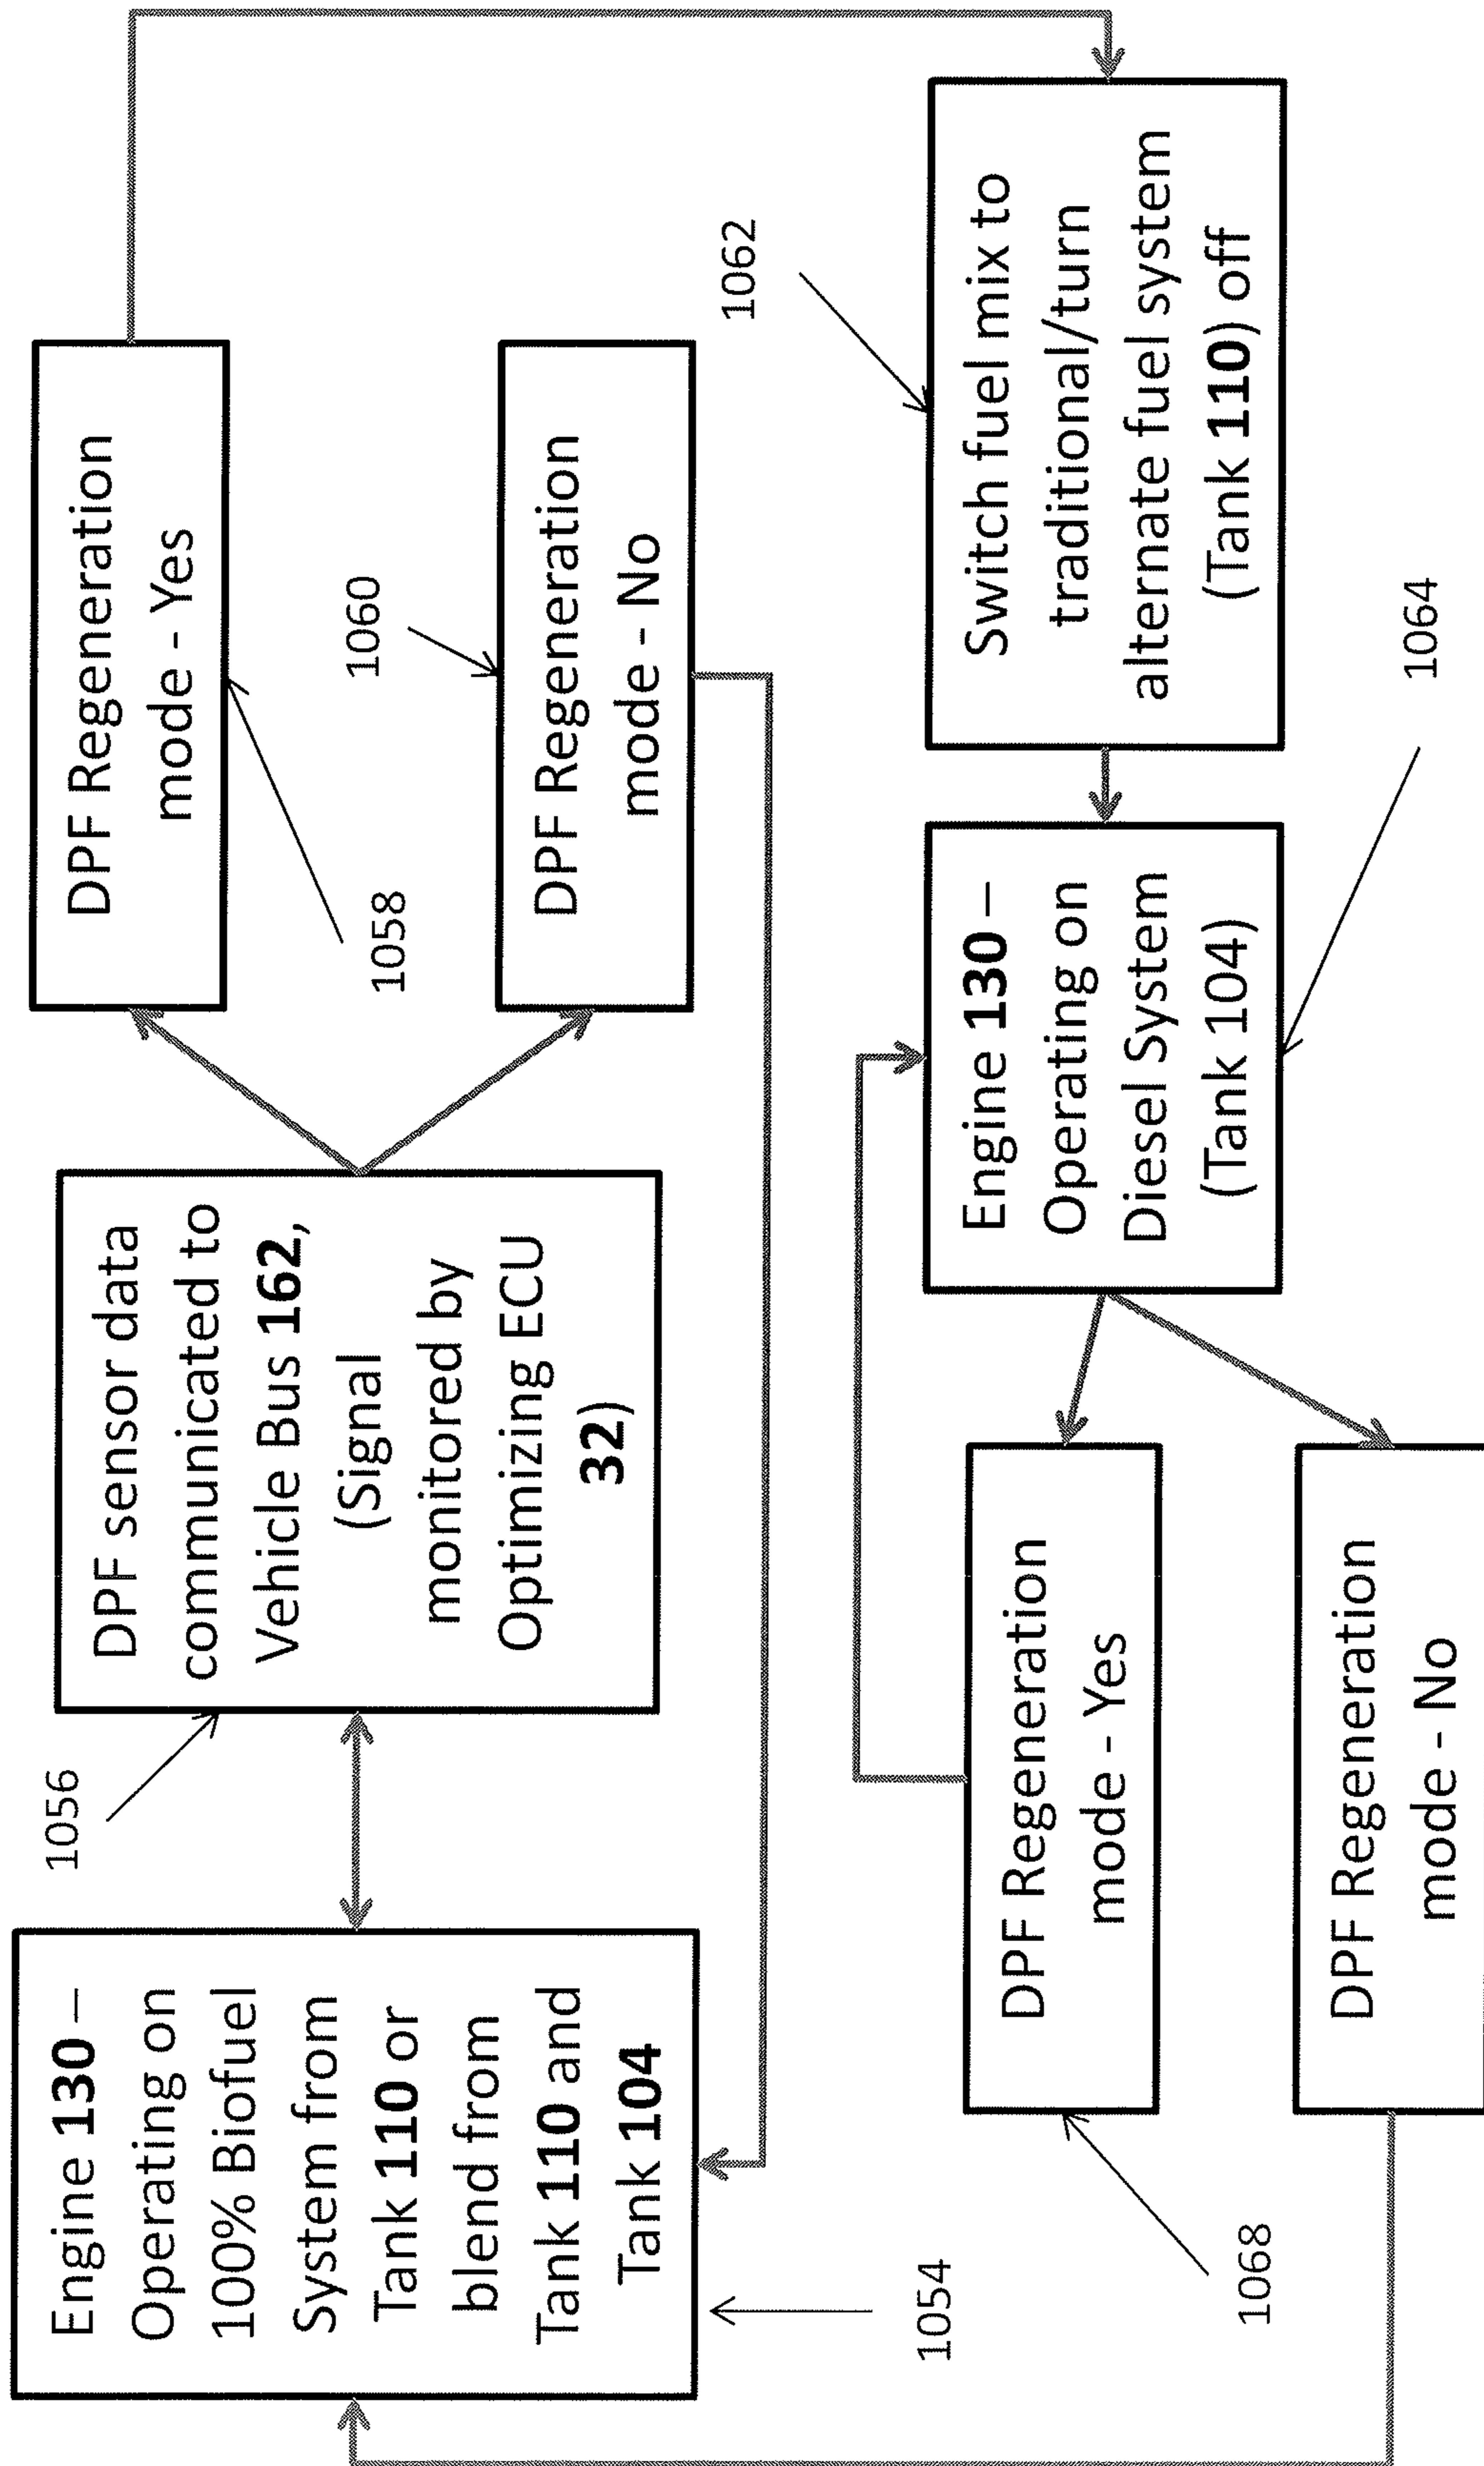 Engine 130 –
Operating on
100% Biofuel
System from
Tank 110 or
blend from
Tank 110 and
Tank 104
1054
1056
DPF sensor data
communicated to
Vehicle Bus 162,
(Signal
monitored by
Optimizing ECU
32)
DPF Regeneration
mode - Yes
1058
1060
DPF Regeneration
mode - No
1062
Switch fuel mix to
traditional/turn
alternate fuel system
(Tank 110) off
Engine 130 –
Operating on
Diesel System
(Tank 104)
1064
DPF Regeneration
mode - Yes
1068
DPF Regeneration
mode - No